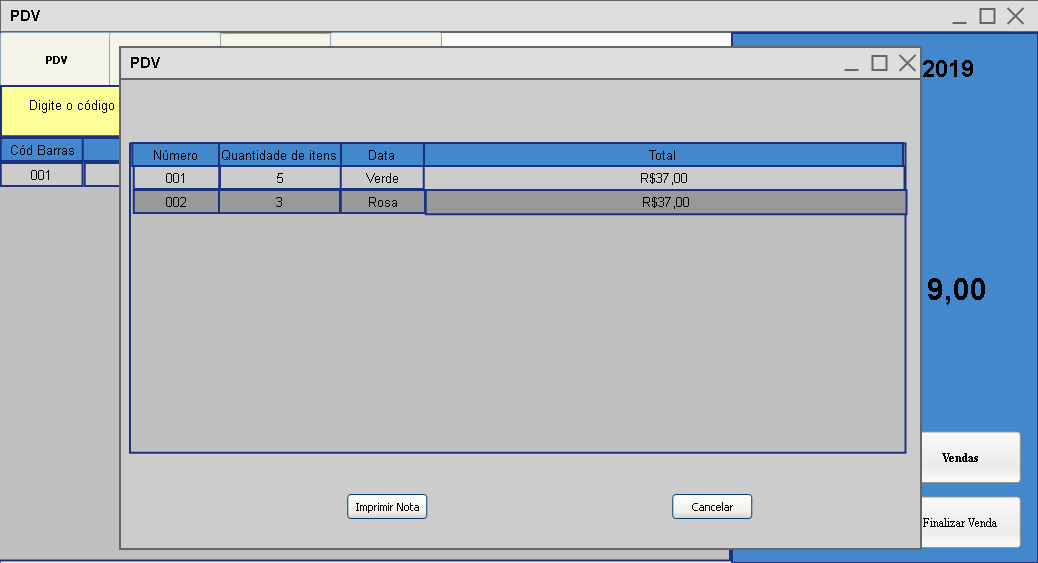 PDV
PDV
PDV
2019
Digite o código
Cód Barras
001
Número Quantidade de itens Data Total
001 5 Verde R$37,00
002 3 Rosa R$37,00
9,00
Vendas
Imprimir Nota Cancelar
Finalizar Venda